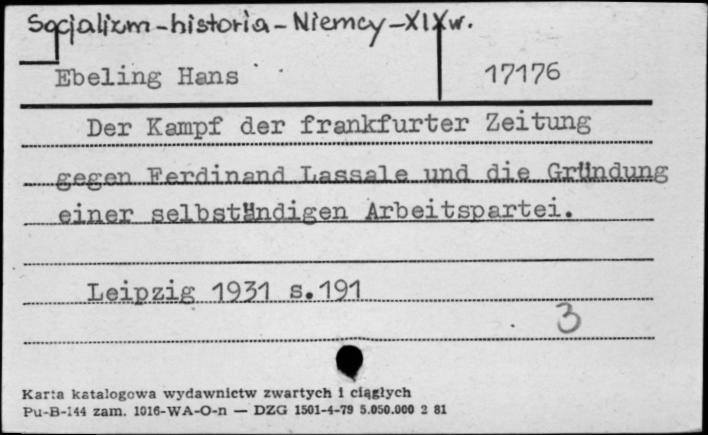 Socjalizm-historia-Niemcy-XIXw.
Ebeling Hans 17176
Der Kampf der frankfurter Zeitung
gegen Ferdinand Lassale und die Gründung
einer selbständigen Arbeitspartei.
Leipzig 1931 s.191
3
Karta katalogowa wydawnictw zwartych i ciągłych
Pu-B-144 zam. 1016-WA-O-n — DZG 1501-4-79 5.050.000 2 81